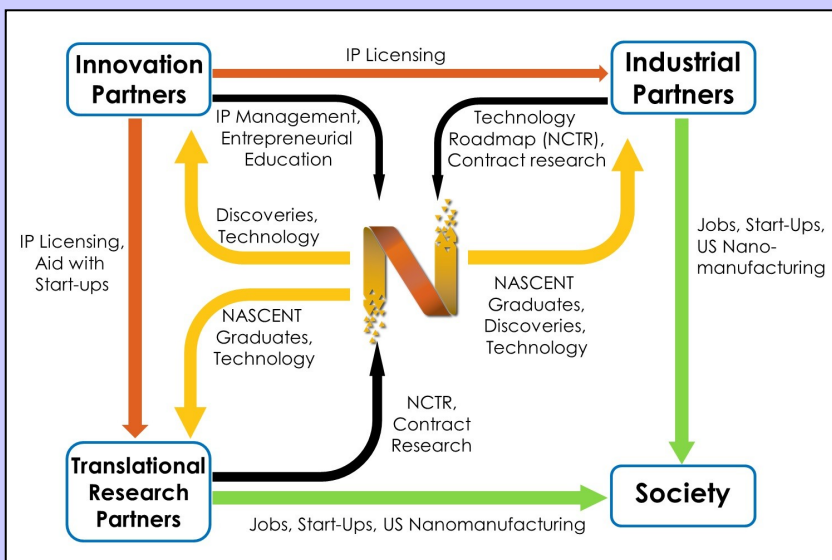 Innovation
Partners
IP Licensing
Industrial
Partners
IP Management,
Entrepreneurial
Education
Technology
Roadmap (NCTR),
Contract research
Discoveries,
Technology
IP Licensing,
Aid with
Start-ups
N
Jobs, Start-Ups,
US Nano-
manufacturing
NASCENT
Graduates,
Technology
NASCENT
Graduates,
Discoveries,
Technology
NCTR,
Contract
Research
Translational
Research
Partners
Society
Jobs, Start-Ups, US Nanomanufacturing